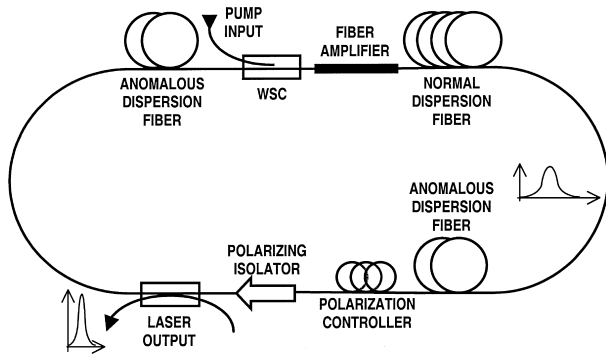 PUMP
INPUT
FIBER
AMPLIFIER
ANOMALOUS
DISPERSION
FIBER
WSC
NORMAL
DISPERSION
FIBER
ANOMALOUS
DISPERSION
FIBER
POLARIZING
ISOLATOR
POLARIZATION
CONTROLLER
LASER
OUTPUT